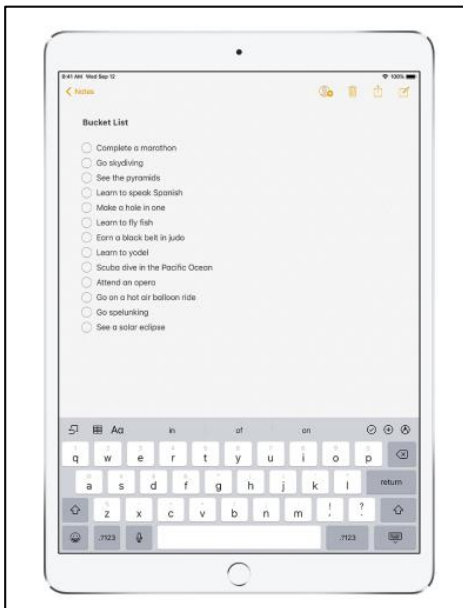 9:41 AM Wed Sep 12
100%
Notes
Bucket List
Complete a marathon
Go skydiving
See the pyramids
Learn to speak Spanish
Make a hole in one
Learn to fly fish
Earn a black belt in judo
Learn to yodel
Scuba dive in the Pacific Ocean
Attend an opera
Go on a hot air balloon ride
Go spelunking
See a solar eclipse
Aa in of on
q w e r t y u i o p
a s d f g h j k l return
z x c v b n m ! , ? .
.?123 .?123